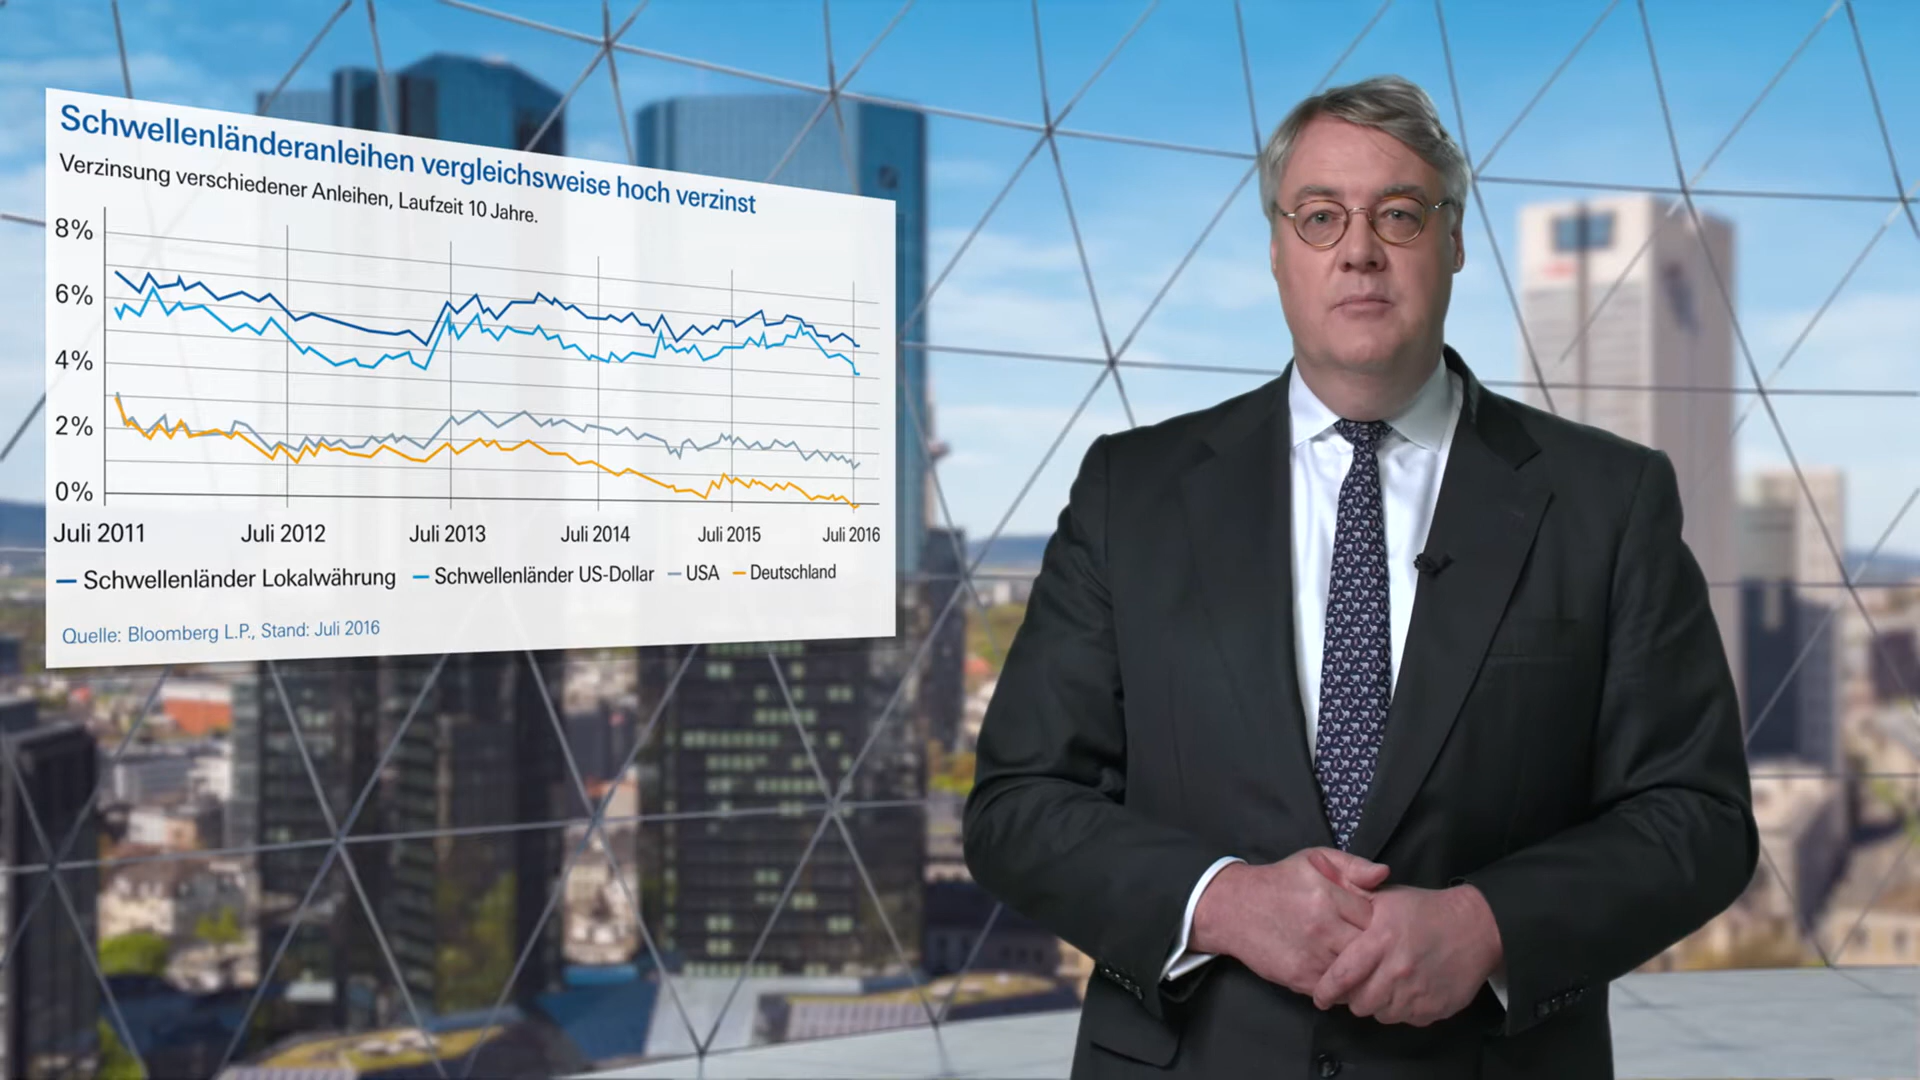 Schwellenländeranleihen vergleichsweise hoch verzinst
Verzinsung verschiedener Anleihen, Laufzeit 10 Jahre.
8%
6%
4%
2%
0%
Juli 2011 Juli 2012 Juli 2013 Juli 2014 Juli 2015 Juli 2016
Schwellenländer Lokalwährung Schwellenländer US-Dollar USA Deutschland
Quelle: Bloomberg L.P., Stand: Juli 2016